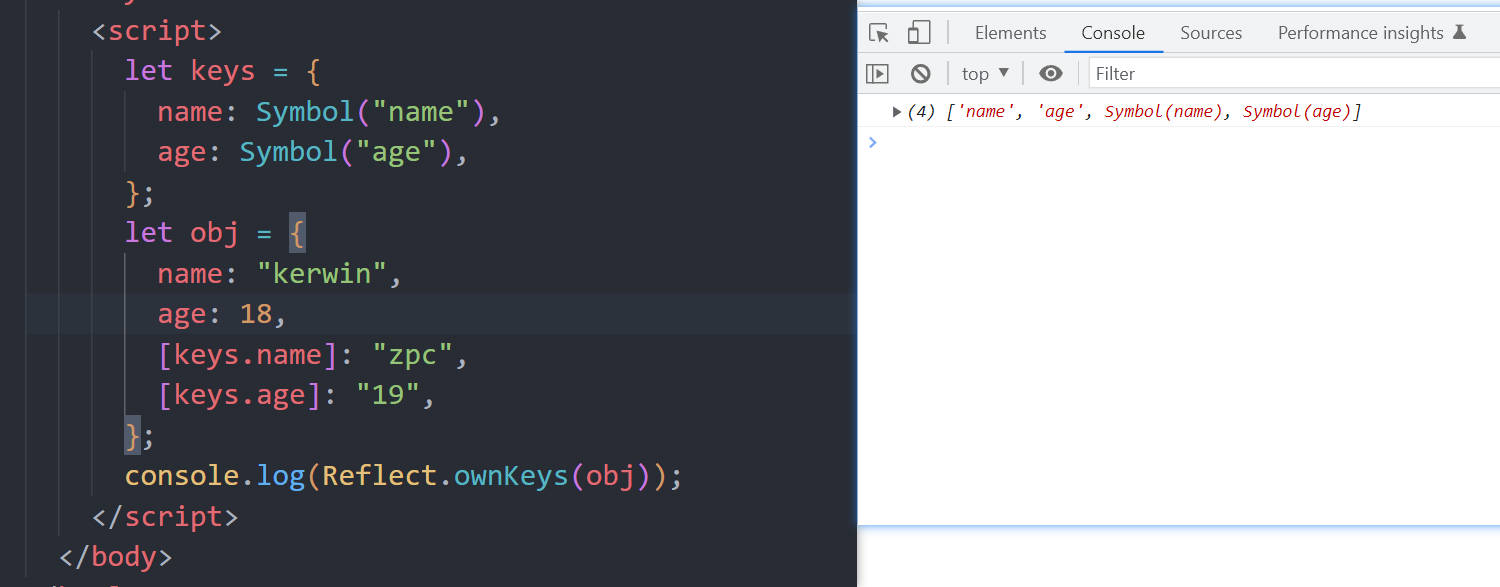 <script>
let keys = {
name: Symbol("name"),
age: Symbol("age"),
};
let obj = {
name: "kerwin",
age: 18,
[keys.name]: "zpc",
[keys.age]: "19",
};
console.log(Reflect.ownKeys(obj));
</script>
</body>
Elements Console Sources Performance insights
top Filter
(4) ['name', 'age', Symbol(name), Symbol(age)]